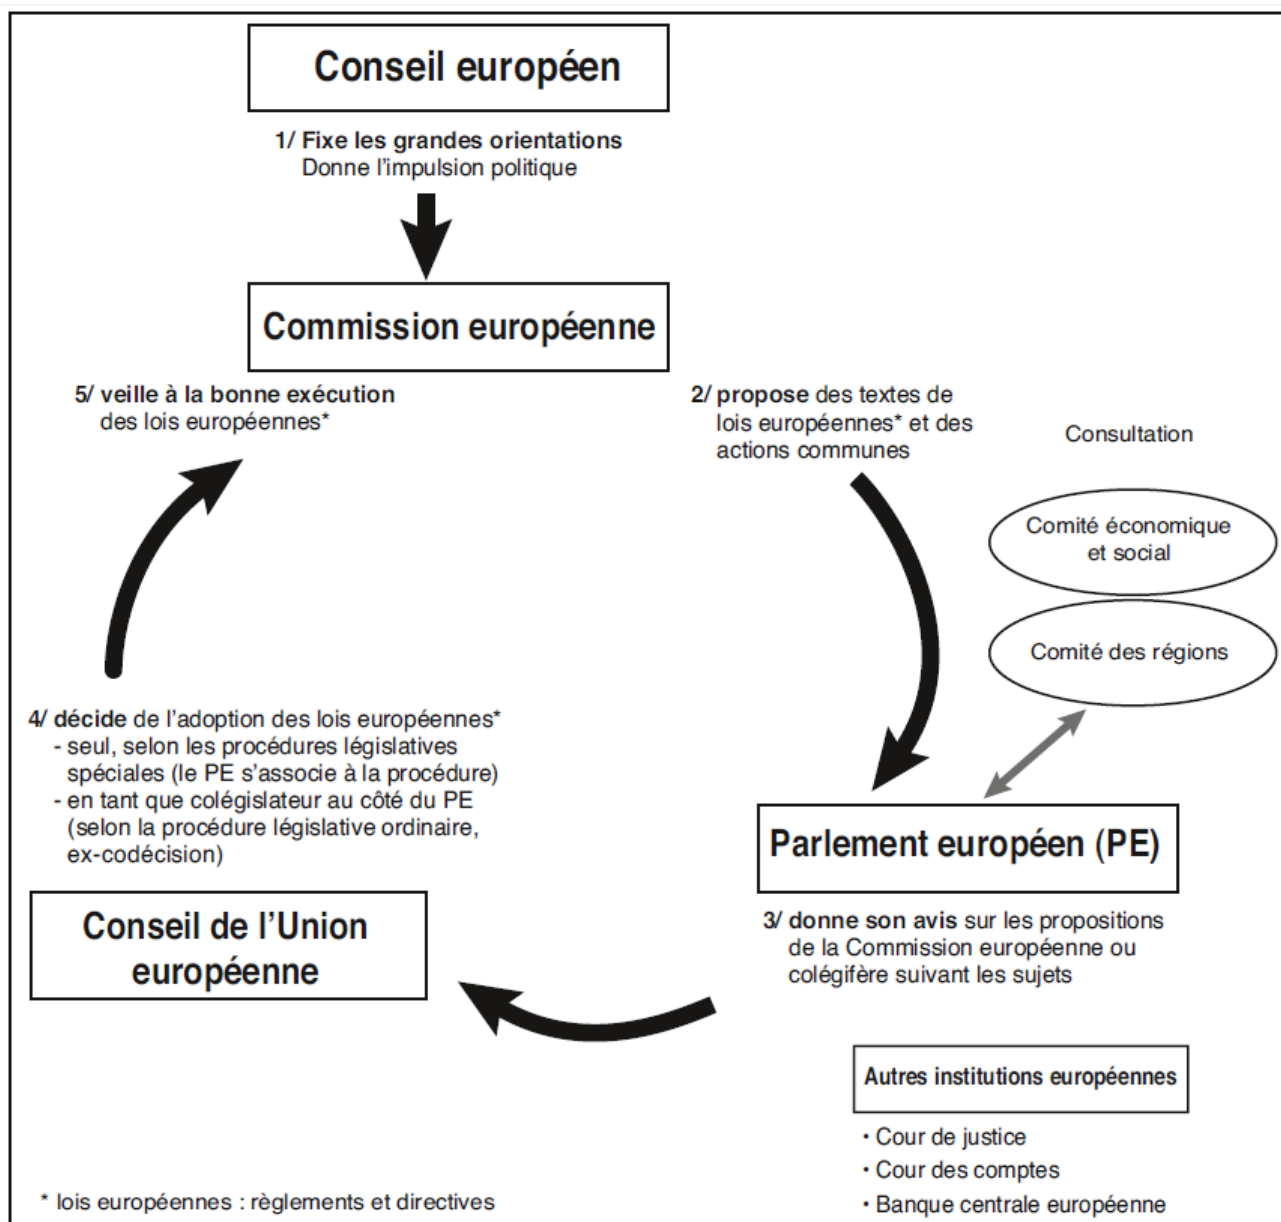 Conseil européen
1/ Fixe les grandes orientations
Donne l'impulsion politique
Commission européenne
5/ veille à la bonne exécution
des lois européennes*
2/ propose des textes de
lois européennes* et des
actions communes
Consultation
Comité économique
et social
Comité des régions
4/ décide de l'adoption des lois européennes*
- seul, selon les procédures législatives
spéciales (le PE s'associe à la procédure)
- en tant que colégislateur au côté du PE
(selon la procédure législative ordinaire,
ex-codécision)
Parlement européen (PE)
3/ donne son avis sur les propositions
de la Commission européenne ou
colégifère suivant les sujets
Conseil de l'Union
européenne
Autres institutions européennes
• Cour de justice
• Cour des comptes
• Banque centrale européenne
* lois européennes : règlements et directives